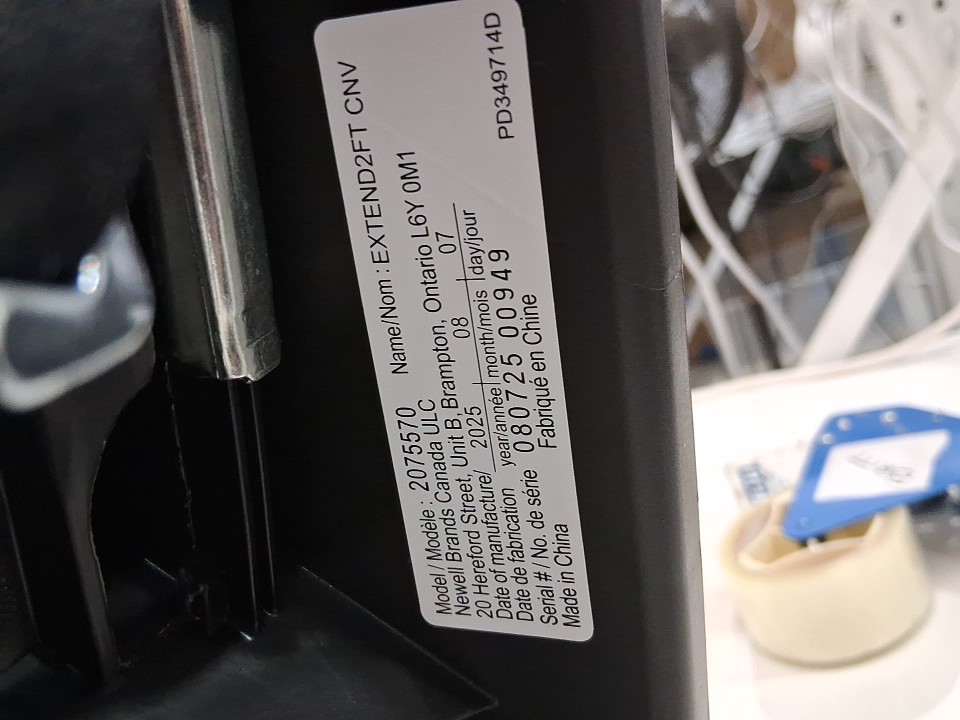 Model / Modèle : 2075570 Name/Nom : EXTEND2FT CNV
Newell Brands Canada ULC
20 Hereford Street, Unit B, Brampton, Ontario L6Y 0M1
Date of manufacture/ 2025 08 07
Date de fabrication year/année month/mois day/jour
Serial # / No. de série 080725 00949
Made in China Fabriqué en Chine
PD349714D